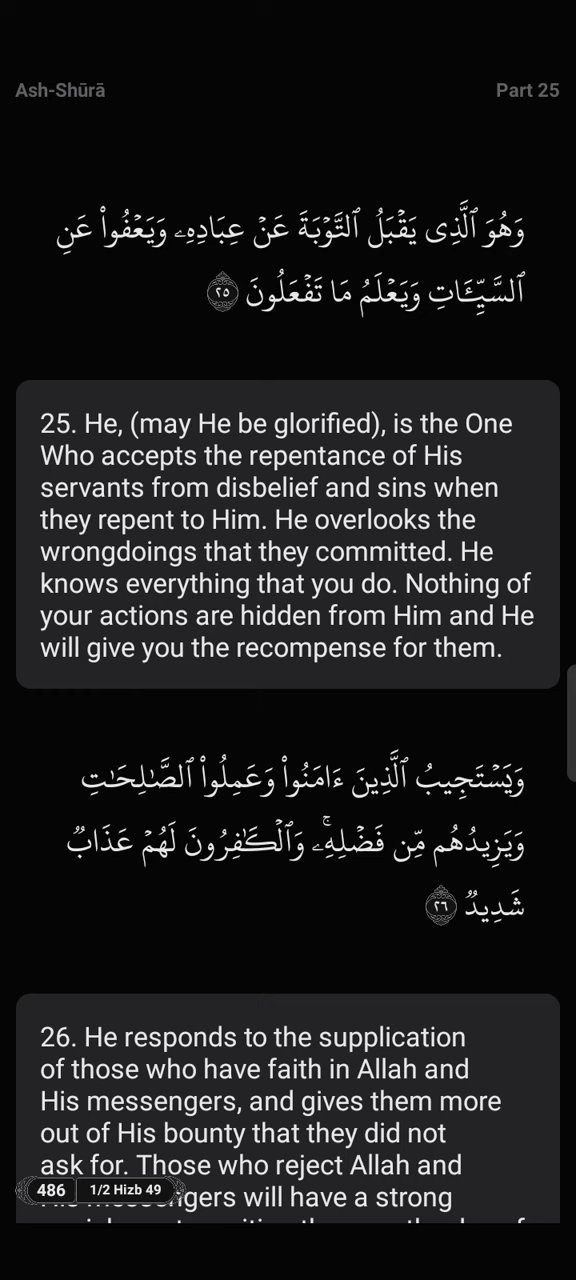 Ash-Shūrā
Part 25
وَهُوَ ٱلَّذِى يَقْبَلُ ٱلتَّوْبَةَ عَنْ عِبَادِهِۦ وَيَعْفُوا۟ عَنِ
ٱلسَّيِّـَٔاتِ وَيَعْلَمُ مَا تَفْعَلُونَ ٢٥
25. He, (may He be glorified), is the One
Who accepts the repentance of His
servants from disbelief and sins when
they repent to Him. He overlooks the
wrongdoings that they committed. He
knows everything that you do. Nothing of
your actions are hidden from Him and He
will give you the recompense for them.
وَيَسْتَجِيبُ ٱلَّذِينَ ءَامَنُوا۟ وَعَمِلُوا۟ ٱلصَّـٰلِحَـٰتِ
وَيَزِيدُهُم مِّن فَضْلِهِۦ ۚ وَٱلْكَـٰفِرُونَ لَهُمْ عَذَابٌ
شَدِيدٌ ٢٦
26. He responds to the supplication
of those who have faith in Allah and
His messengers, and gives them more
out of His bounty that they did not
ask for. Those who reject Allah and
His messengers will have a strong
486
1/2 Hizb 49